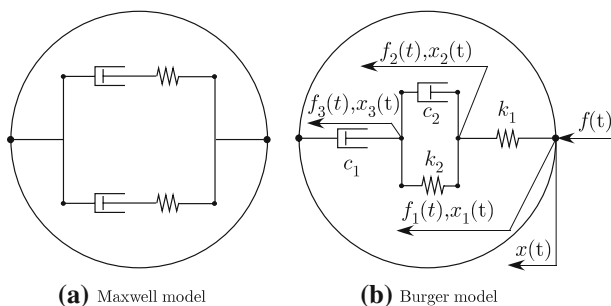 f₂(t),x₂(t)
f₃(t),x₃(t)
c₂
k₁
f(t)
c₁
k₂
f₁(t),x₁(t)
x(t)
(a) Maxwell model
(b) Burger model